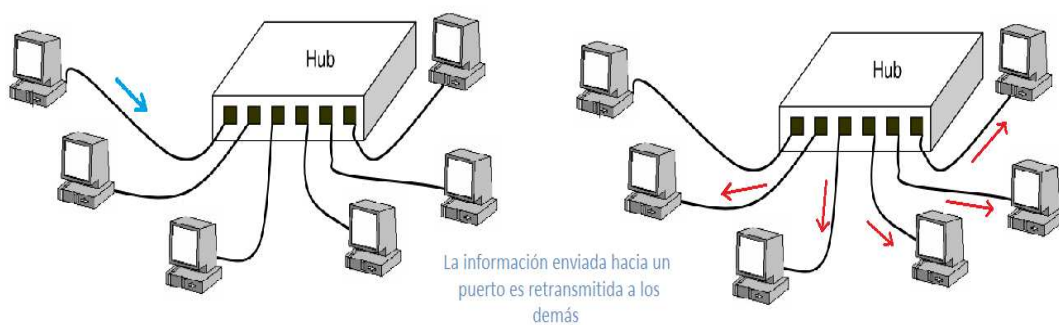 Hub
Hub
La información enviada hacia un
puerto es retransmitida a los
demás